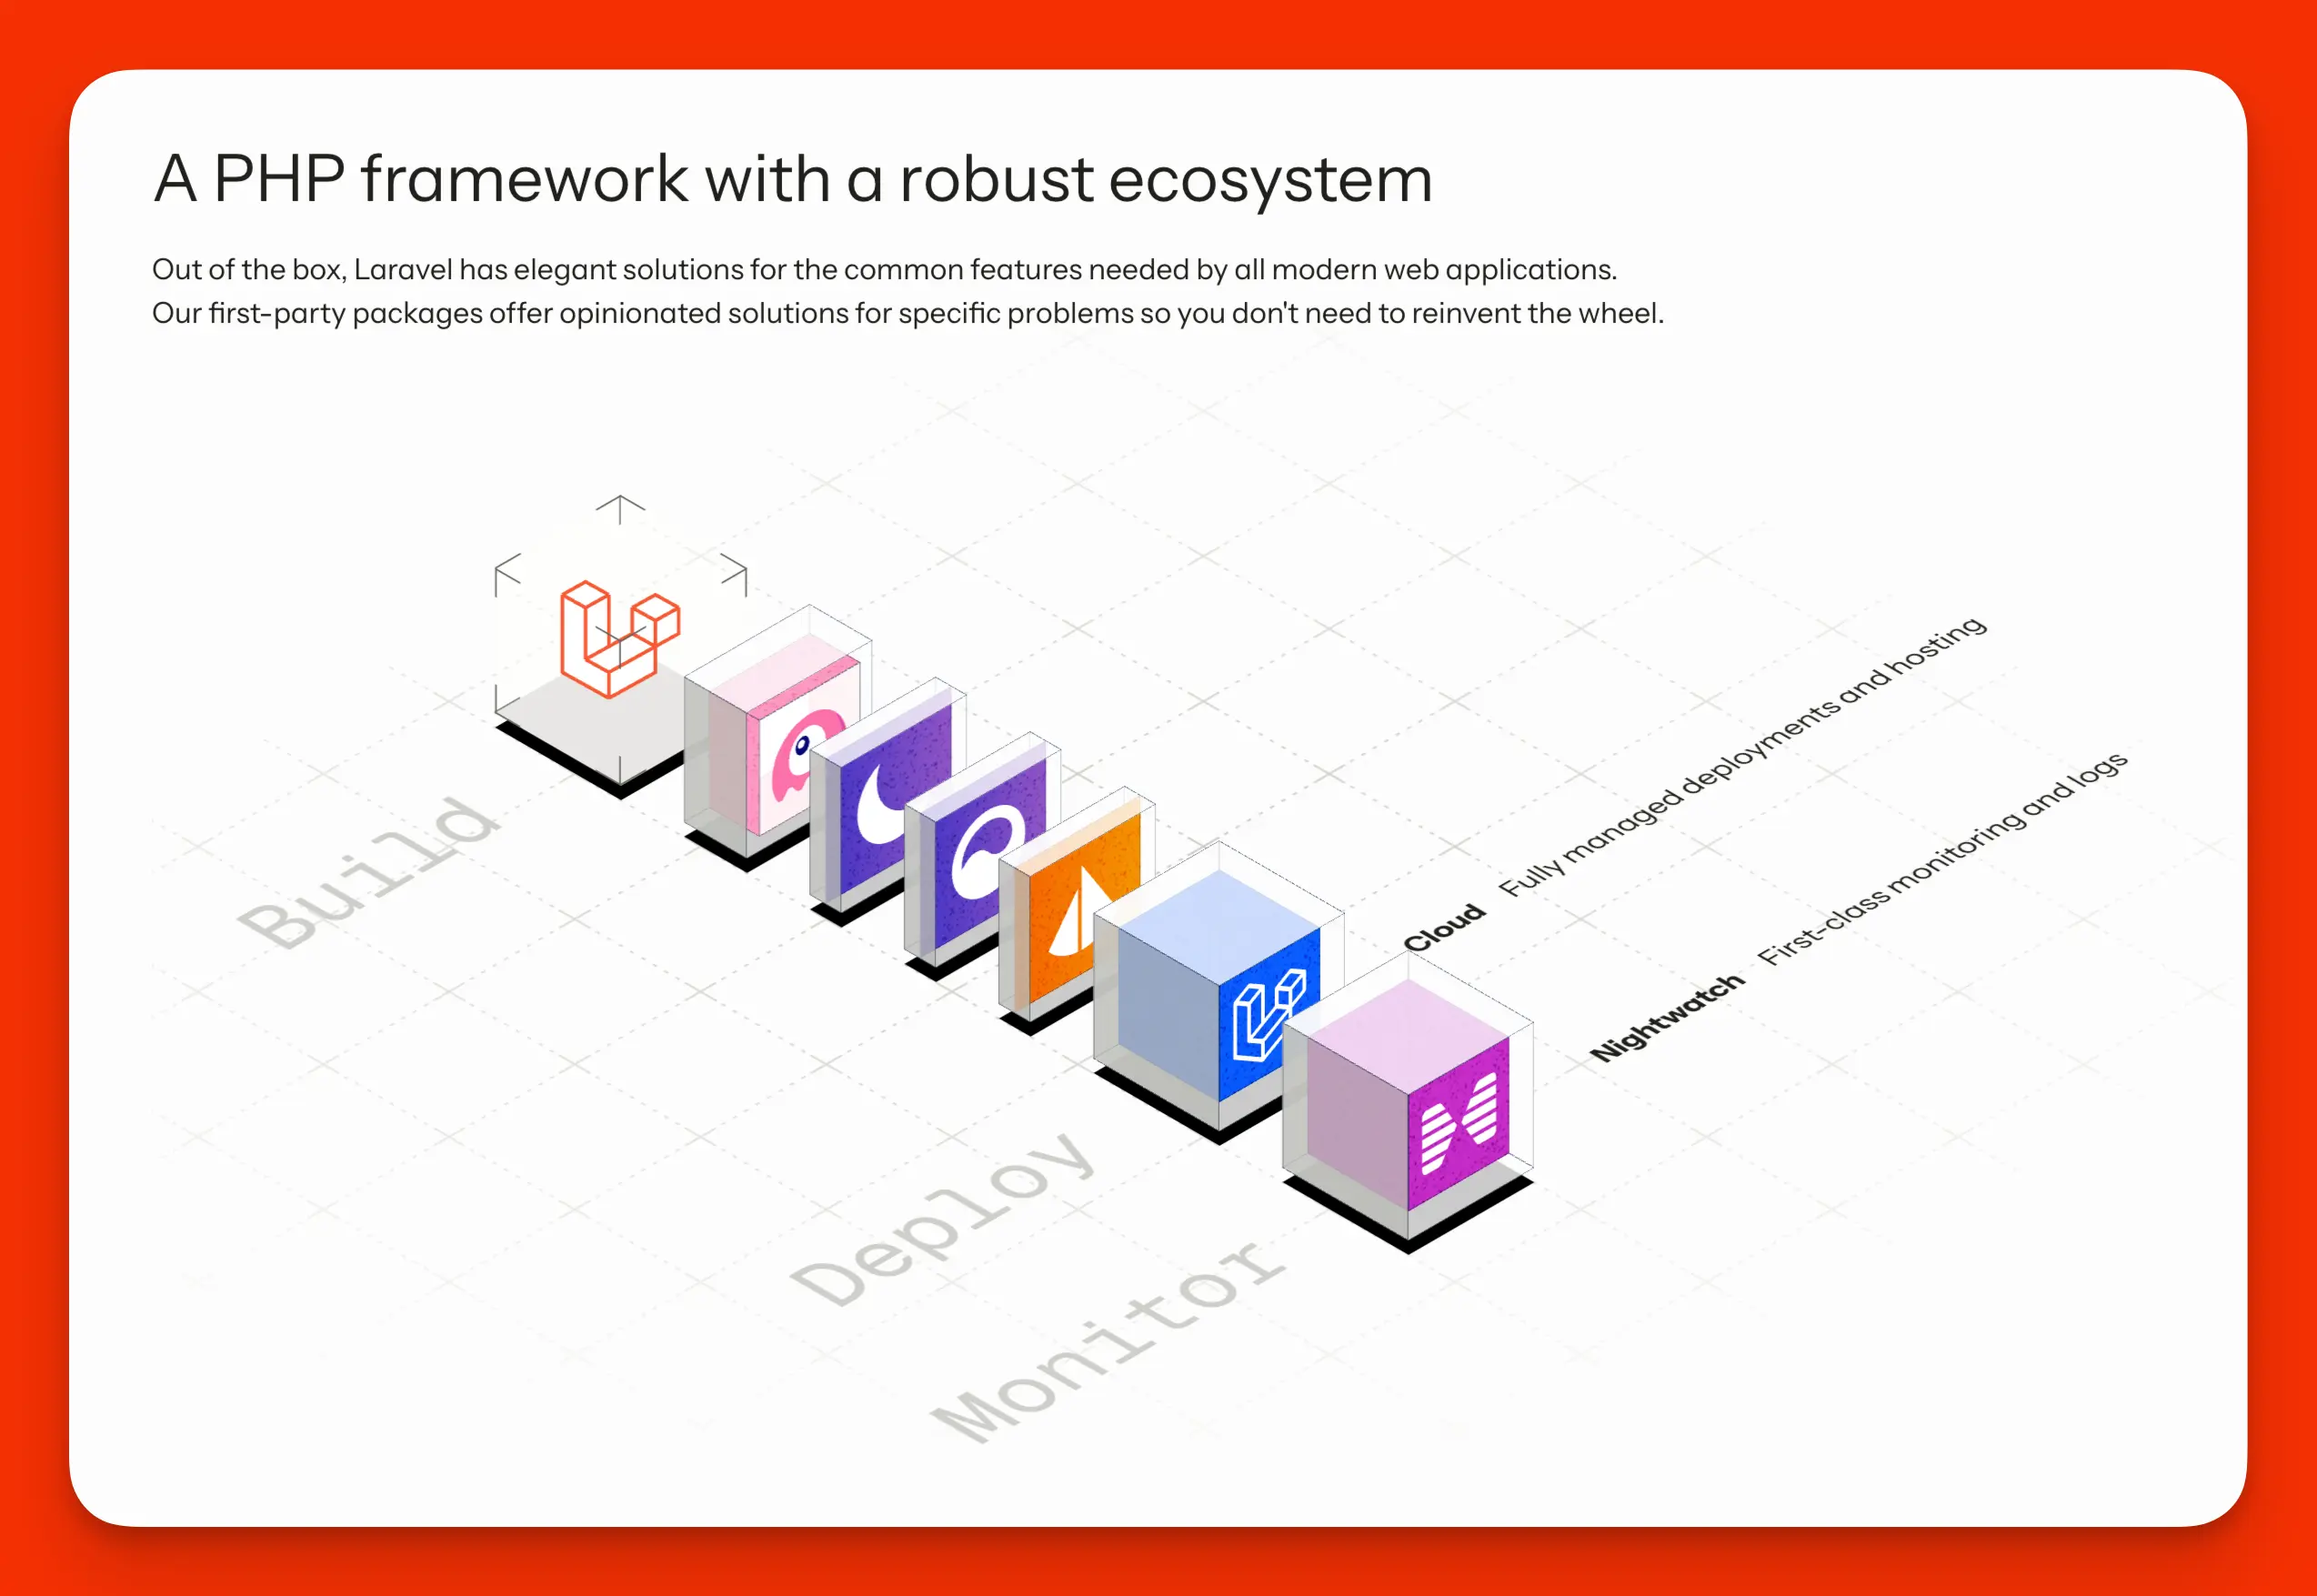 A PHP framework with a robust ecosystem
Out of the box, Laravel has elegant solutions for the common features needed by all modern web applications.
Our first-party packages offer opinionated solutions for specific problems so you don't need to reinvent the wheel.
Build
Cloud Fully managed deployments and hosting
Nightwatch First-class monitoring and logs
Deploy
Monitor